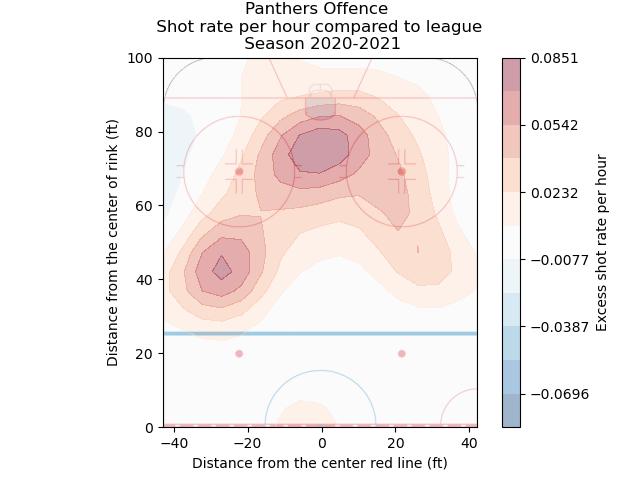 Panthers Offence
Shot rate per hour compared to league
Season 2020-2021
100
80
60
40
20
0
−40
−20
0
20
40
Distance from the center of rink (ft)
Distance from the center red line (ft)
0.0851
0.0542
0.0232
−0.0077
−0.0387
−0.0696
Excess shot rate per hour